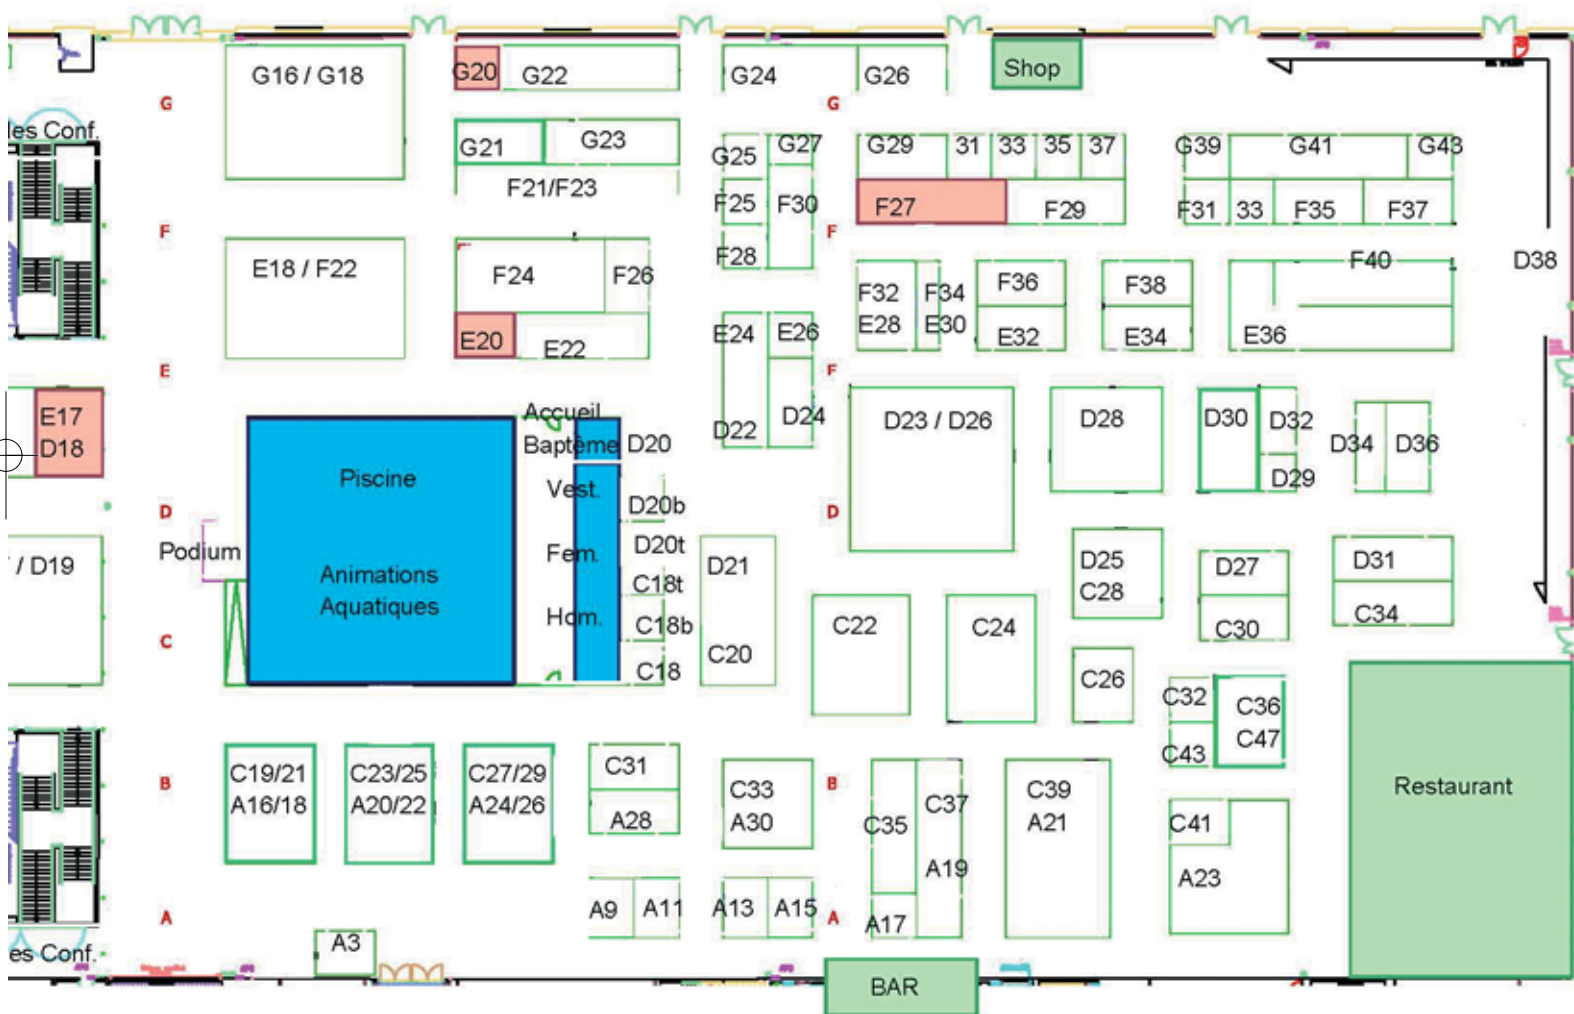 G16 / G18
G20
G22
G24
G26
Shop
G
G
les Conf.
G21
G23
G25
G27
G29
31
33
35
37
G39
G41
G43
F21/F23
F25
F30
F27
F29
F31
33
F35
F37
F
F
F28
E18 / F22
F24
F26
F32
F34
F36
F38
F40
D38
E28
E30
E32
E34
E36
E20
E22
E24
E26
E
F
E17
D18
Accueil
Baptême
D20
D22
D24
D23 / D26
D28
D30
D32
D29
D34
D36
Piscine
Vest.
D20b
D
D
Podium
Fem.
D20t
D21
D25
C28
D27
D31
/ D19
Animations
Aquatiques
C18t
Hom.
C18b
C22
C24
C30
C34
C
C18
C20
C26
C32
C36
C43
C47
C19/21
A16/18
C23/25
A20/22
C27/29
A24/26
C31
A28
C33
A30
B
B
C35
C37
C39
A21
C41
Restaurant
A19
A23
A
A9
A11
A13
A15
A
A17
A3
es Conf.
BAR